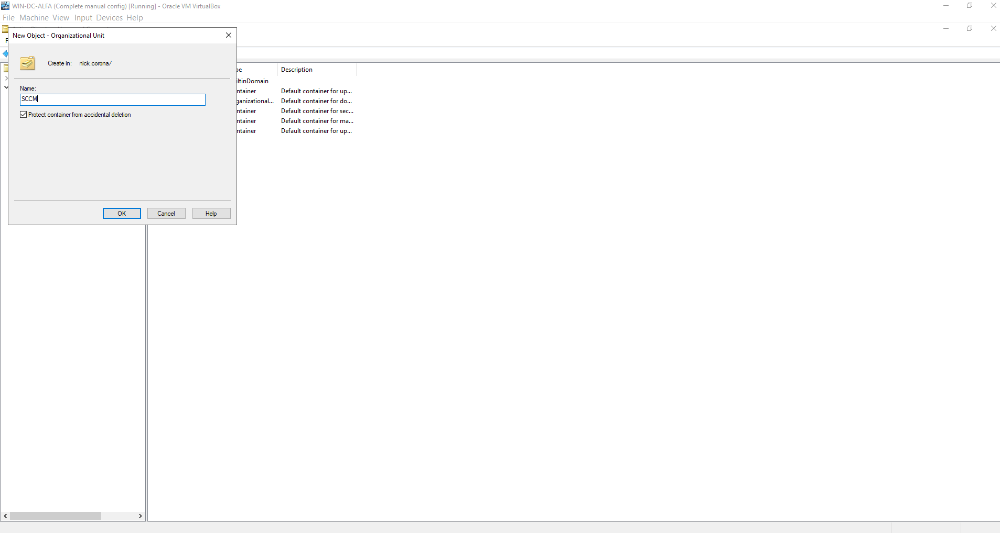 WIN-DC-ALFA (Complete manual config) [Running] - Oracle VM VirtualBox
File Machine View Input Devices Help
New Object - Organizational Unit
F
Create in: nick.corona/
Name:
SCCM
Protect container from accidental deletion
OK Cancel Help
pe Description
iltinDomain
ntainer Default container for up...
ganizational... Default container for do...
ntainer Default container for sec...
ntainer Default container for ma...
ntainer Default container for up...